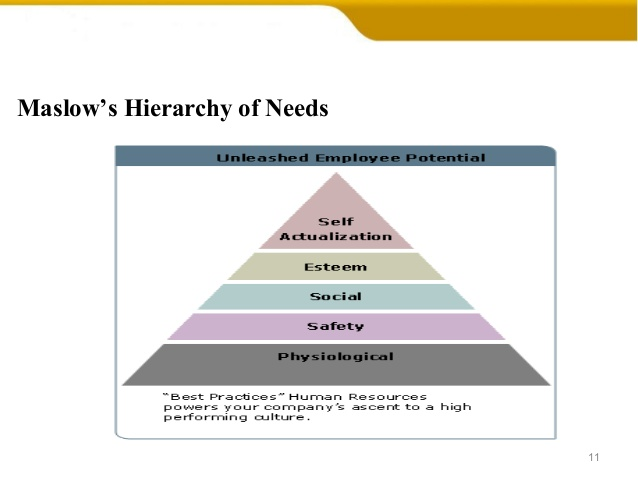 Maslow’s Hierarchy of Needs
Unleashed Employee Potential
Self
Actualization
Esteem
Social
Safety
Physiological
“Best Practices” Human Resources
powers your company’s ascent to a high
performing culture.
11